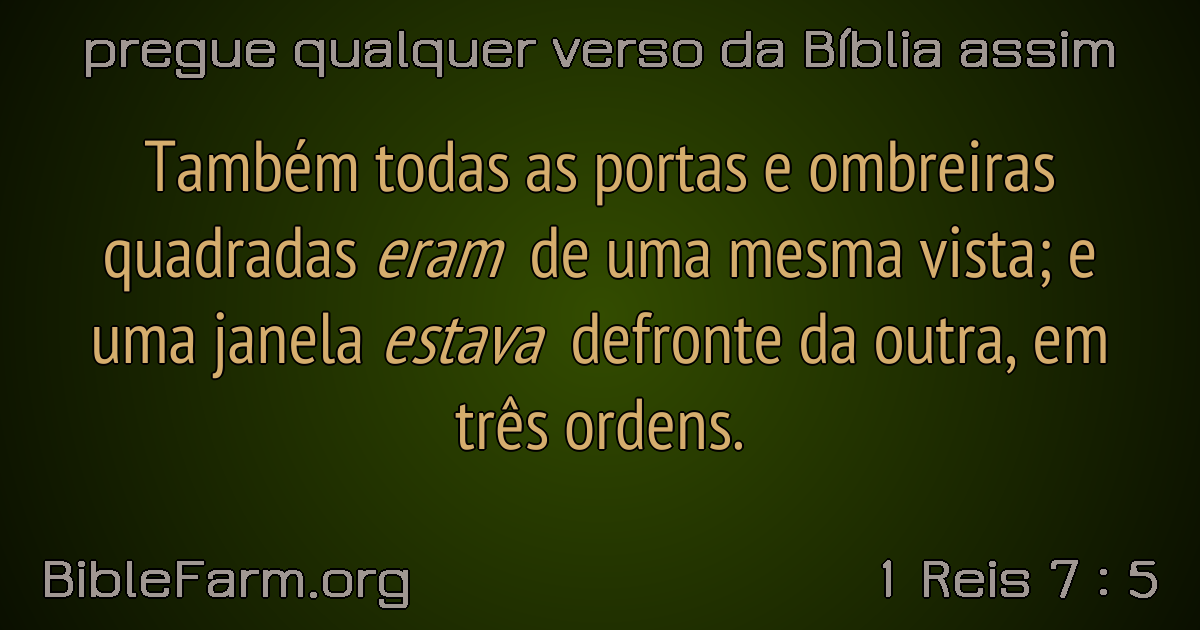 pregue qualquer verso da Bíblia assim
Também todas as portas e ombreiras
quadradas eram de uma mesma vista; e
uma janela estava defronte da outra, em
três ordens.
BibleFarm.org
1 Reis 7 : 5